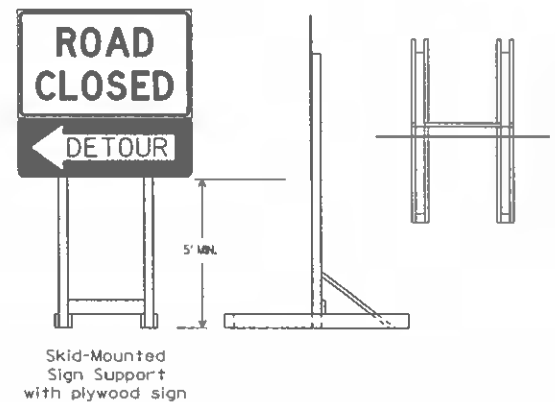 ROAD
CLOSED
DETOUR
5' MIN.
Skid-Mounted
Sign Support
with plywood sign